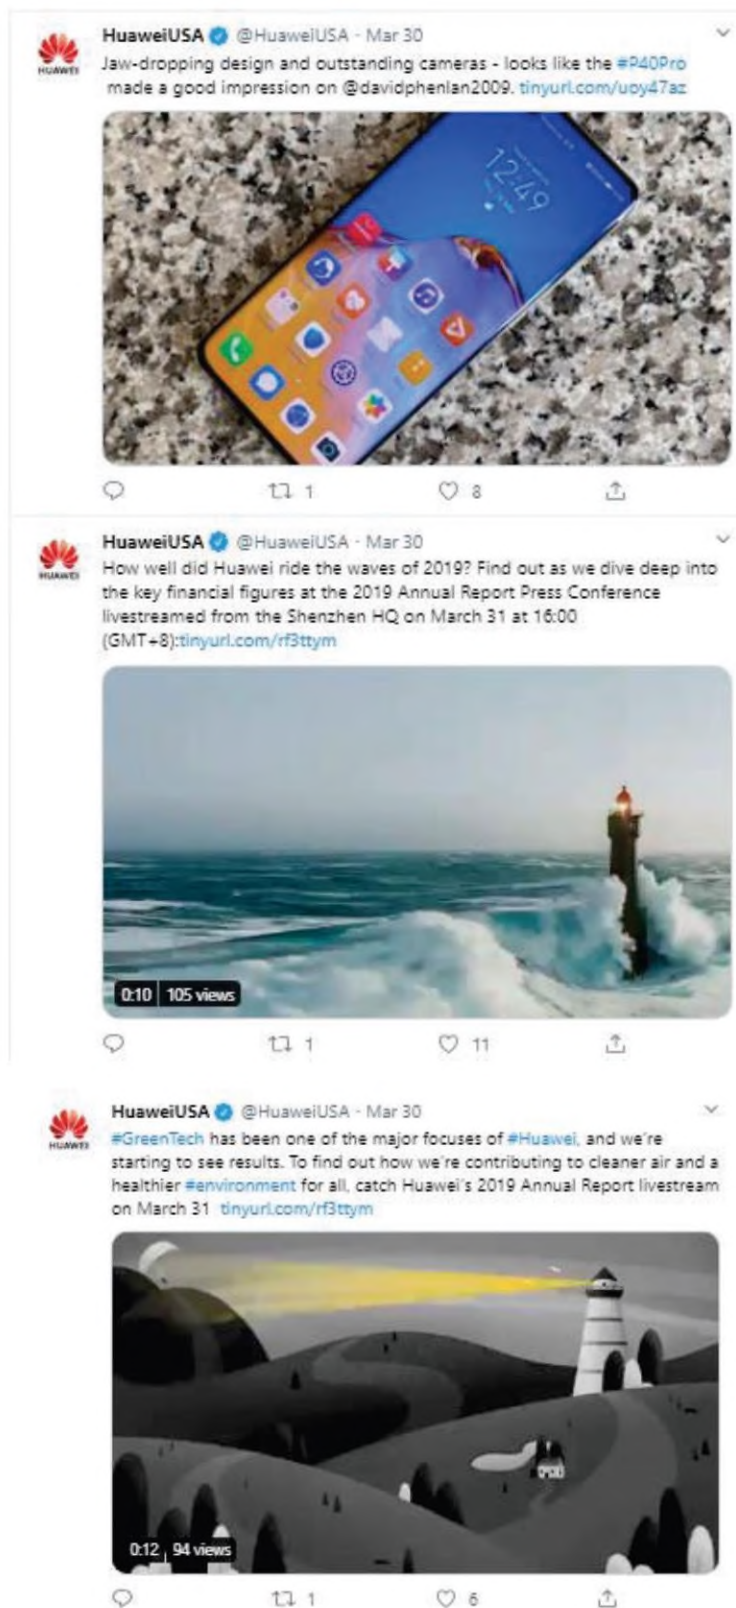 HuaweiUSA @HuaweiUSA · Mar 30
HUAWEI
Jaw-dropping design and outstanding cameras - looks like the #P40Pro
made a good impression on @davidphenlan2009. tinyurl.com/uoy47az
12:49
1 8
HuaweiUSA @HuaweiUSA · Mar 30
HUAWEI
How well did Huawei ride the waves of 2019? Find out as we dive deep into
the key financial figures at the 2019 Annual Report Press Conference
livestreamed from the Shenzhen HQ on March 31 at 16:00
(GMT+8):tinyurl.com/rf3ttym
0:10 105 views
1 11
HuaweiUSA @HuaweiUSA · Mar 30
HUAWEI
#GreenTech has been one of the major focuses of #Huawei, and we're
starting to see results. To find out how we're contributing to cleaner air and a
healthier #environment for all, catch Huawei's 2019 Annual Report livestream
on March 31 tinyurl.com/rf3ttym
0:12 94 views
1 6